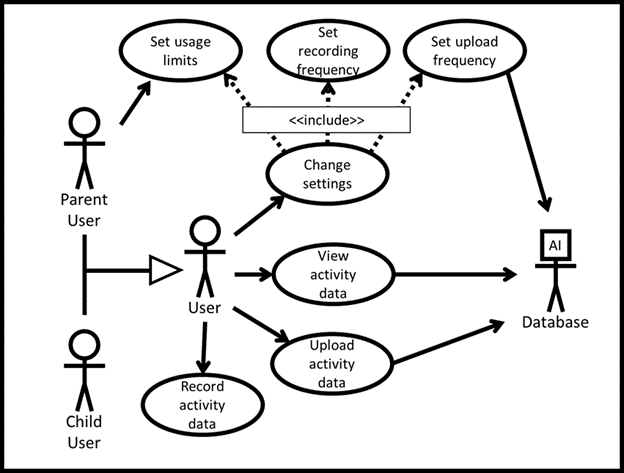 Set usage
limits
Set
recording
frequency
Set upload
frequency
<<include>>
Parent
User
Change
settings
AI
View
activity
data
User
Database
Upload
activity
data
Record
activity
data
Child
User